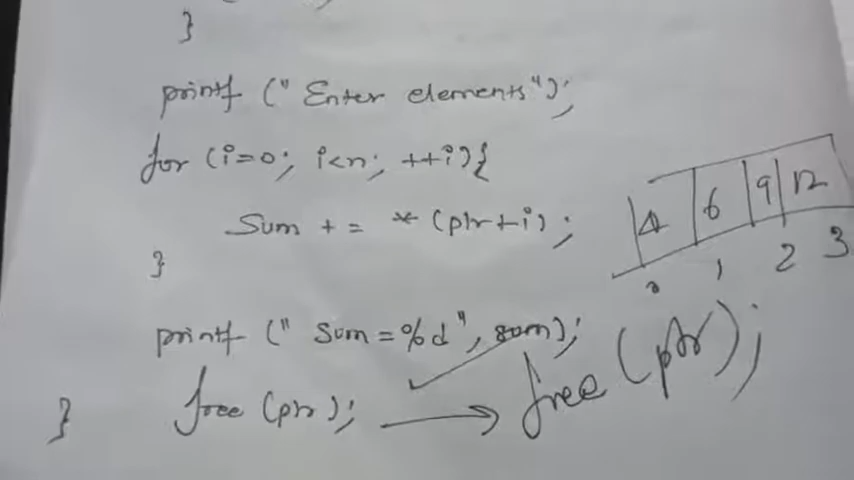 }
printf (" Enter elements");
for (i=0; i<n; ++i){
Sum += *(ptr+i);
}
4 6 9 12
0 1 2 3
printf (" Sum = %d", sum);
} free (ptr); → free (ptr);